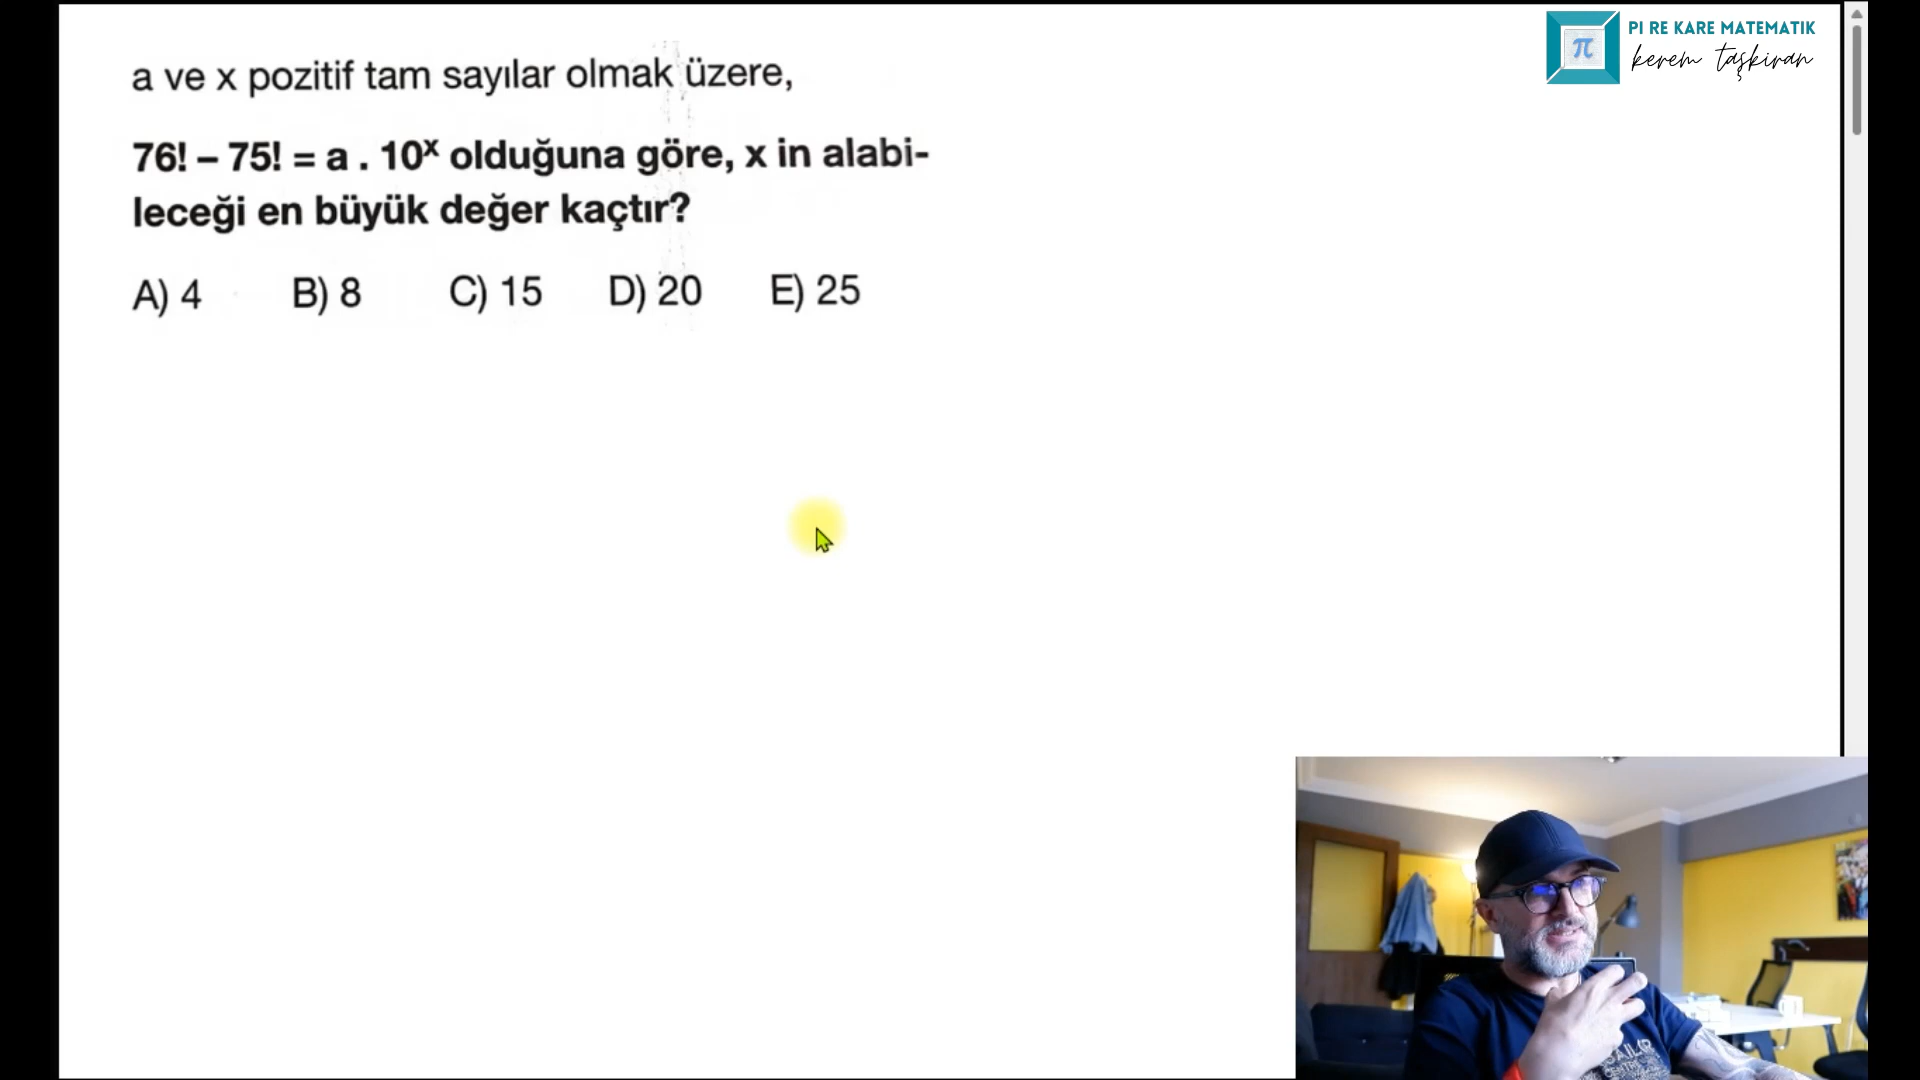 PI RE KARE MATEMATIK
kerem taşkiran
a ve x pozitif tam sayılar olmak üzere,
76! – 75! = a . 10ˣ olduğuna göre, x in alabi-
leceği en büyük değer kaçtır?
A) 4 B) 8 C) 15 D) 20 E) 25